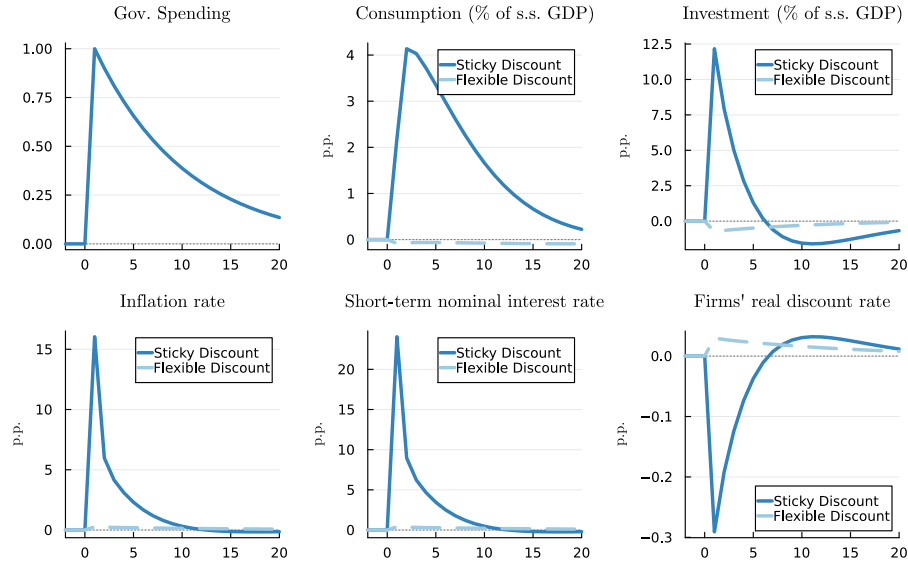 Gov. Spending
1.00
0.75
0.50
0.25
0.00
0 5 10 15 20
Consumption (% of s.s. GDP)
p.p.
4
3
2
1
0
Sticky Discount
Flexible Discount
0 5 10 15 20
Investment (% of s.s. GDP)
p.p.
12.5
10.0
7.5
5.0
2.5
0.0
Sticky Discount
Flexible Discount
0 5 10 15 20
Inflation rate
p.p.
15
10
5
0
Sticky Discount
Flexible Discount
0 5 10 15 20
Short-term nominal interest rate
p.p.
20
15
10
5
0
Sticky Discount
Flexible Discount
0 5 10 15 20
Firms' real discount rate
p.p.
0.0
−0.1
−0.2
−0.3
Sticky Discount
Flexible Discount
0 5 10 15 20